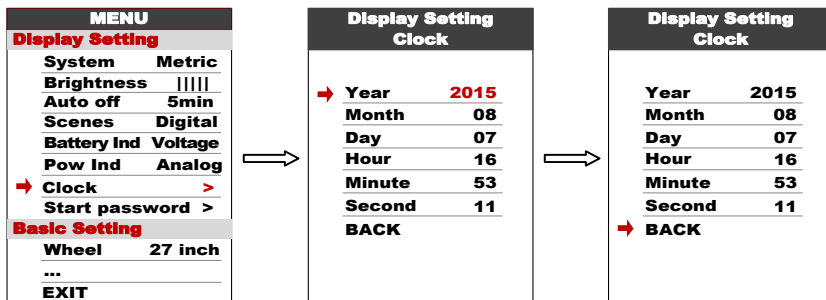 MENU
Display Setting
System Metric
Brightness |||||
Auto off 5min
Scenes Digital
Battery Ind Voltage
Pow Ind Analog
Clock >
Start password >
Basic Setting
Wheel 27 inch
...
EXIT
Display Setting
Clock
Year 2015
Month 08
Day 07
Hour 16
Minute 53
Second 11
BACK
Display Setting
Clock
Year 2015
Month 08
Day 07
Hour 16
Minute 53
Second 11
BACK